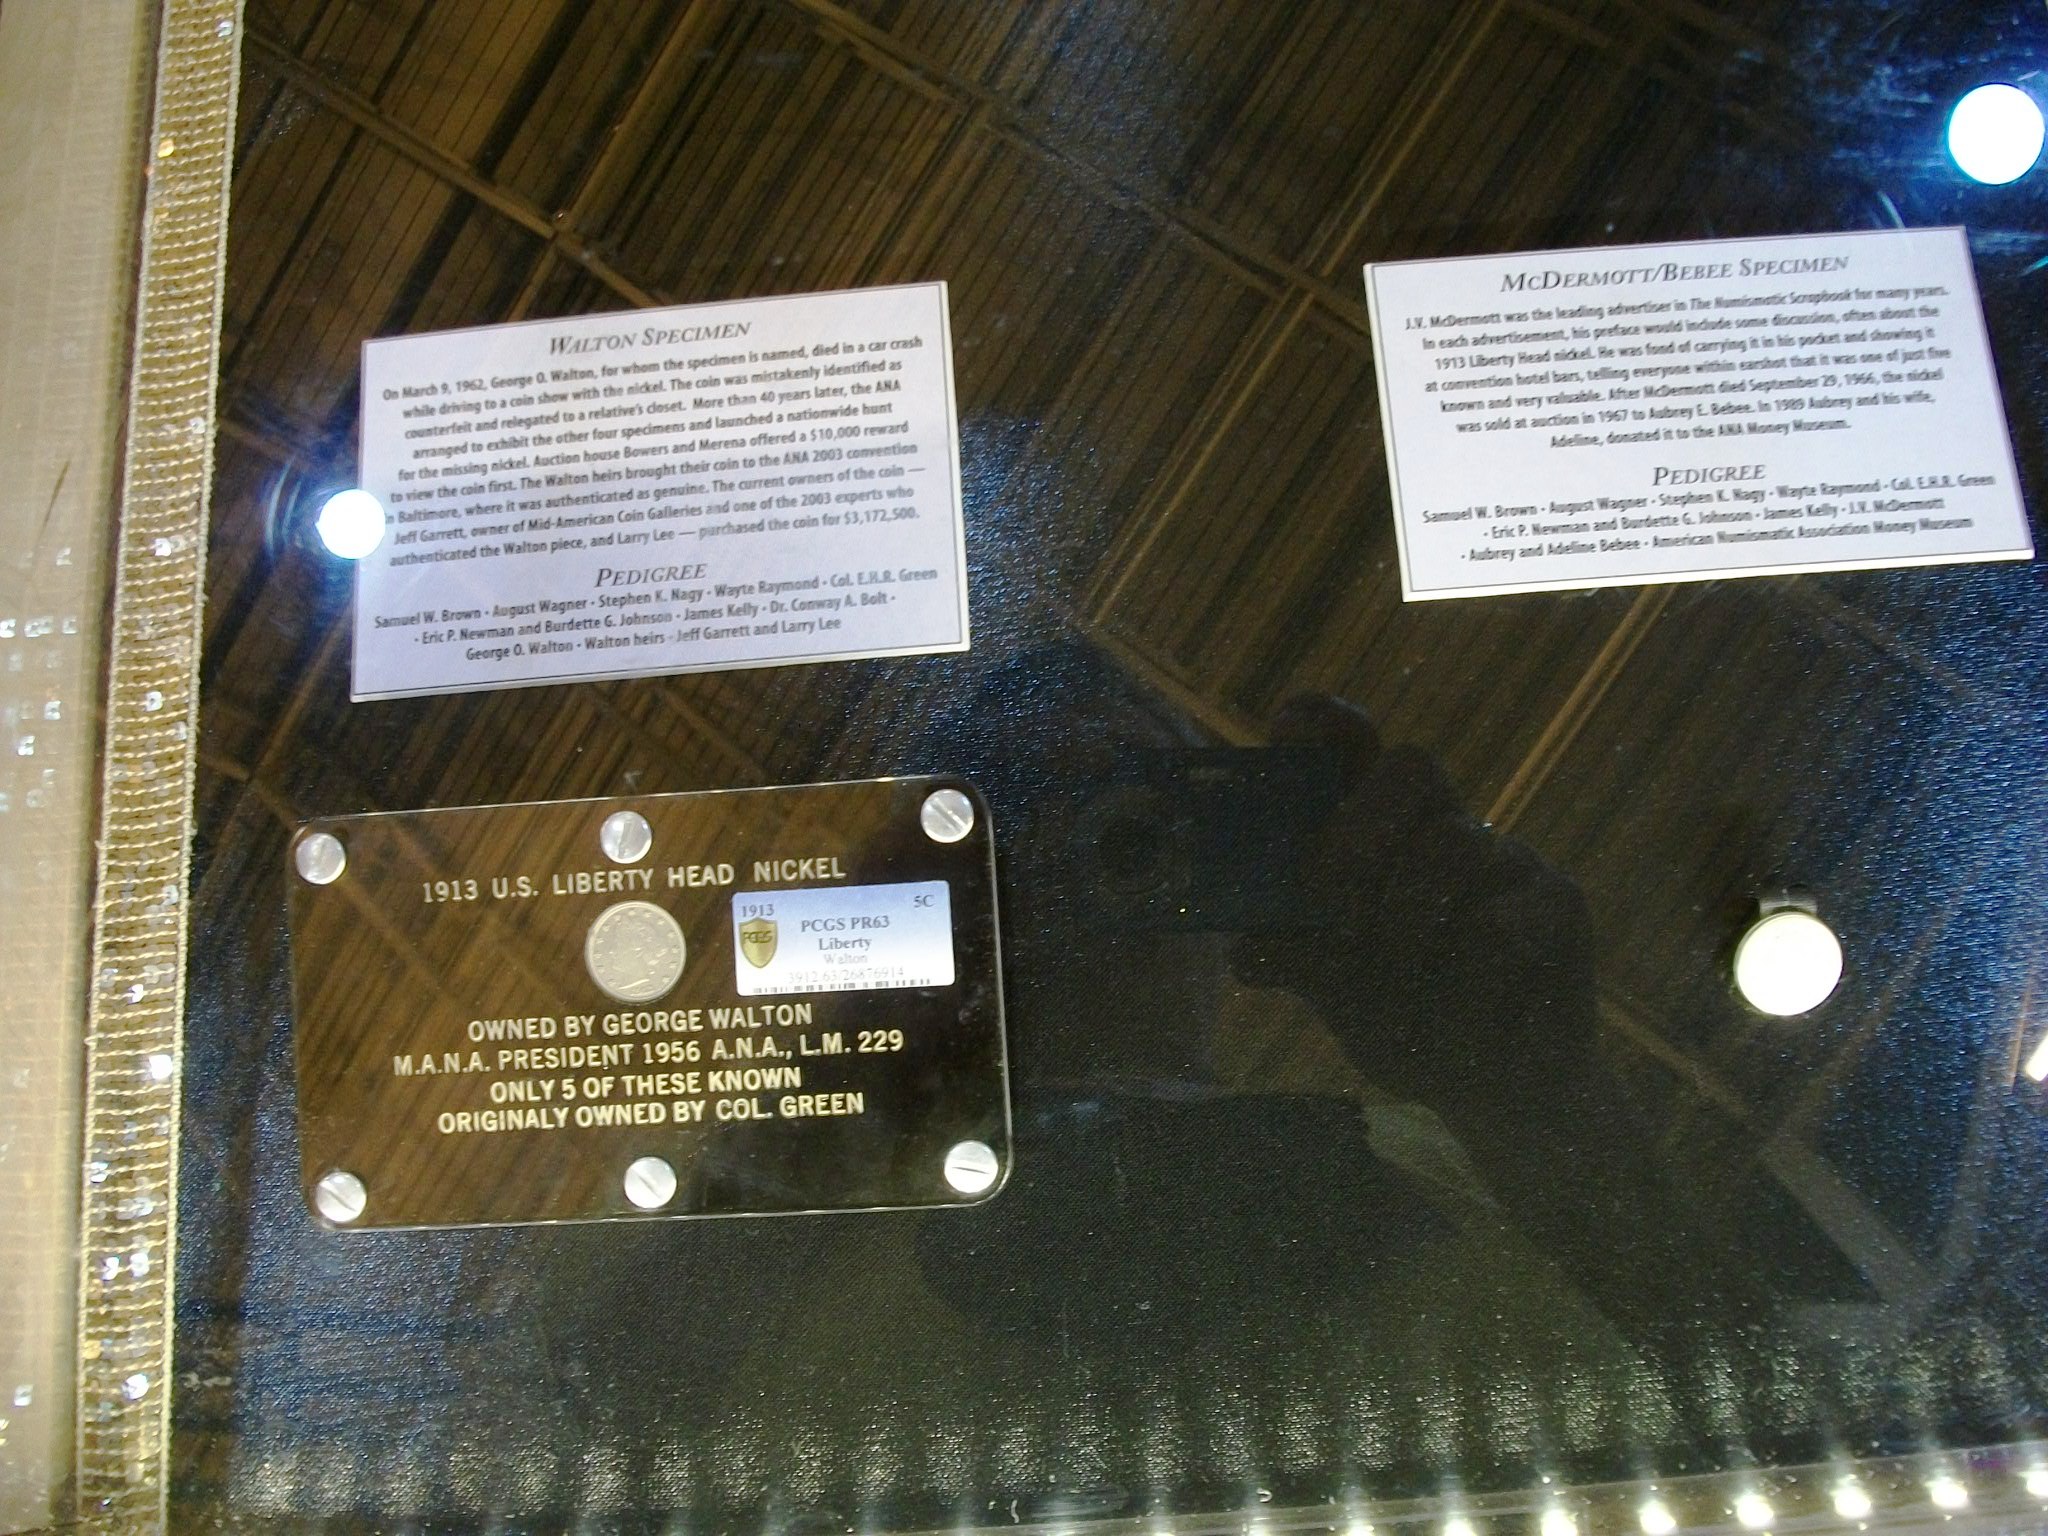 WALTON SPECIMEN
On March 9, 1962, George O. Walton, for whom the specimen is named, died in a car crash
while driving to a coin show with the nickel. The coin was mistakenly identified as
counterfeit and relegated to a relative's closet. More than 40 years later, the ANA
arranged to exhibit the other four specimens and launched a nationwide hunt
for the missing nickel. Auction house Bowers and Merena offered a $10,000 reward
to view the coin first. The Walton heirs brought their coin to the ANA 2003 convention
in Baltimore, where it was authenticated as genuine. The current owners of the coin —
Jeff Garrett, owner of Mid-American Coin Galleries and one of the 2003 experts who
authenticated the Walton piece, and Larry Lee — purchased the coin for $3,172,500.
PEDIGREE
Samuel W. Brown • August Wagner • Stephen K. Nagy • Wayte Raymond • Col. E.H.R. Green
• Eric P. Newman and Burdette G. Johnson • James Kelly • Dr. Conway A. Bolt •
George O. Walton • Walton heirs • Jeff Garrett and Larry Lee
MCDERMOTT/BEBEE SPECIMEN
J.V. McDermott was the leading advertiser in The Numismatic Scrapbook for many years.
In each advertisement, his preface would include some discussion, often about the
1913 Liberty Head nickel. He was fond of carrying it in his pocket and showing it
at convention hotel bars, telling everyone within earshot that it was one of just five
known and very valuable. After McDermott died September 29, 1966, the nickel
was sold at auction in 1967 to Aubrey E. Bebee. In 1989 Aubrey and his wife,
Adeline, donated it to the ANA Money Museum.
PEDIGREE
Samuel W. Brown • August Wagner • Stephen K. Nagy • Wayte Raymond • Col. E.H.R. Green
• Eric P. Newman and Burdette G. Johnson • James Kelly • J.V. McDermott
• Aubrey and Adeline Bebee • American Numismatic Association Money Museum
1913 U.S. LIBERTY HEAD NICKEL
1913 5C
PCGS PCGS PR63
Liberty
Walton
3912.63/26876914
OWNED BY GEORGE WALTON
M.A.N.A. PRESIDENT 1956 A.N.A., L.M. 229
ONLY 5 OF THESE KNOWN
ORIGINALY OWNED BY COL. GREEN